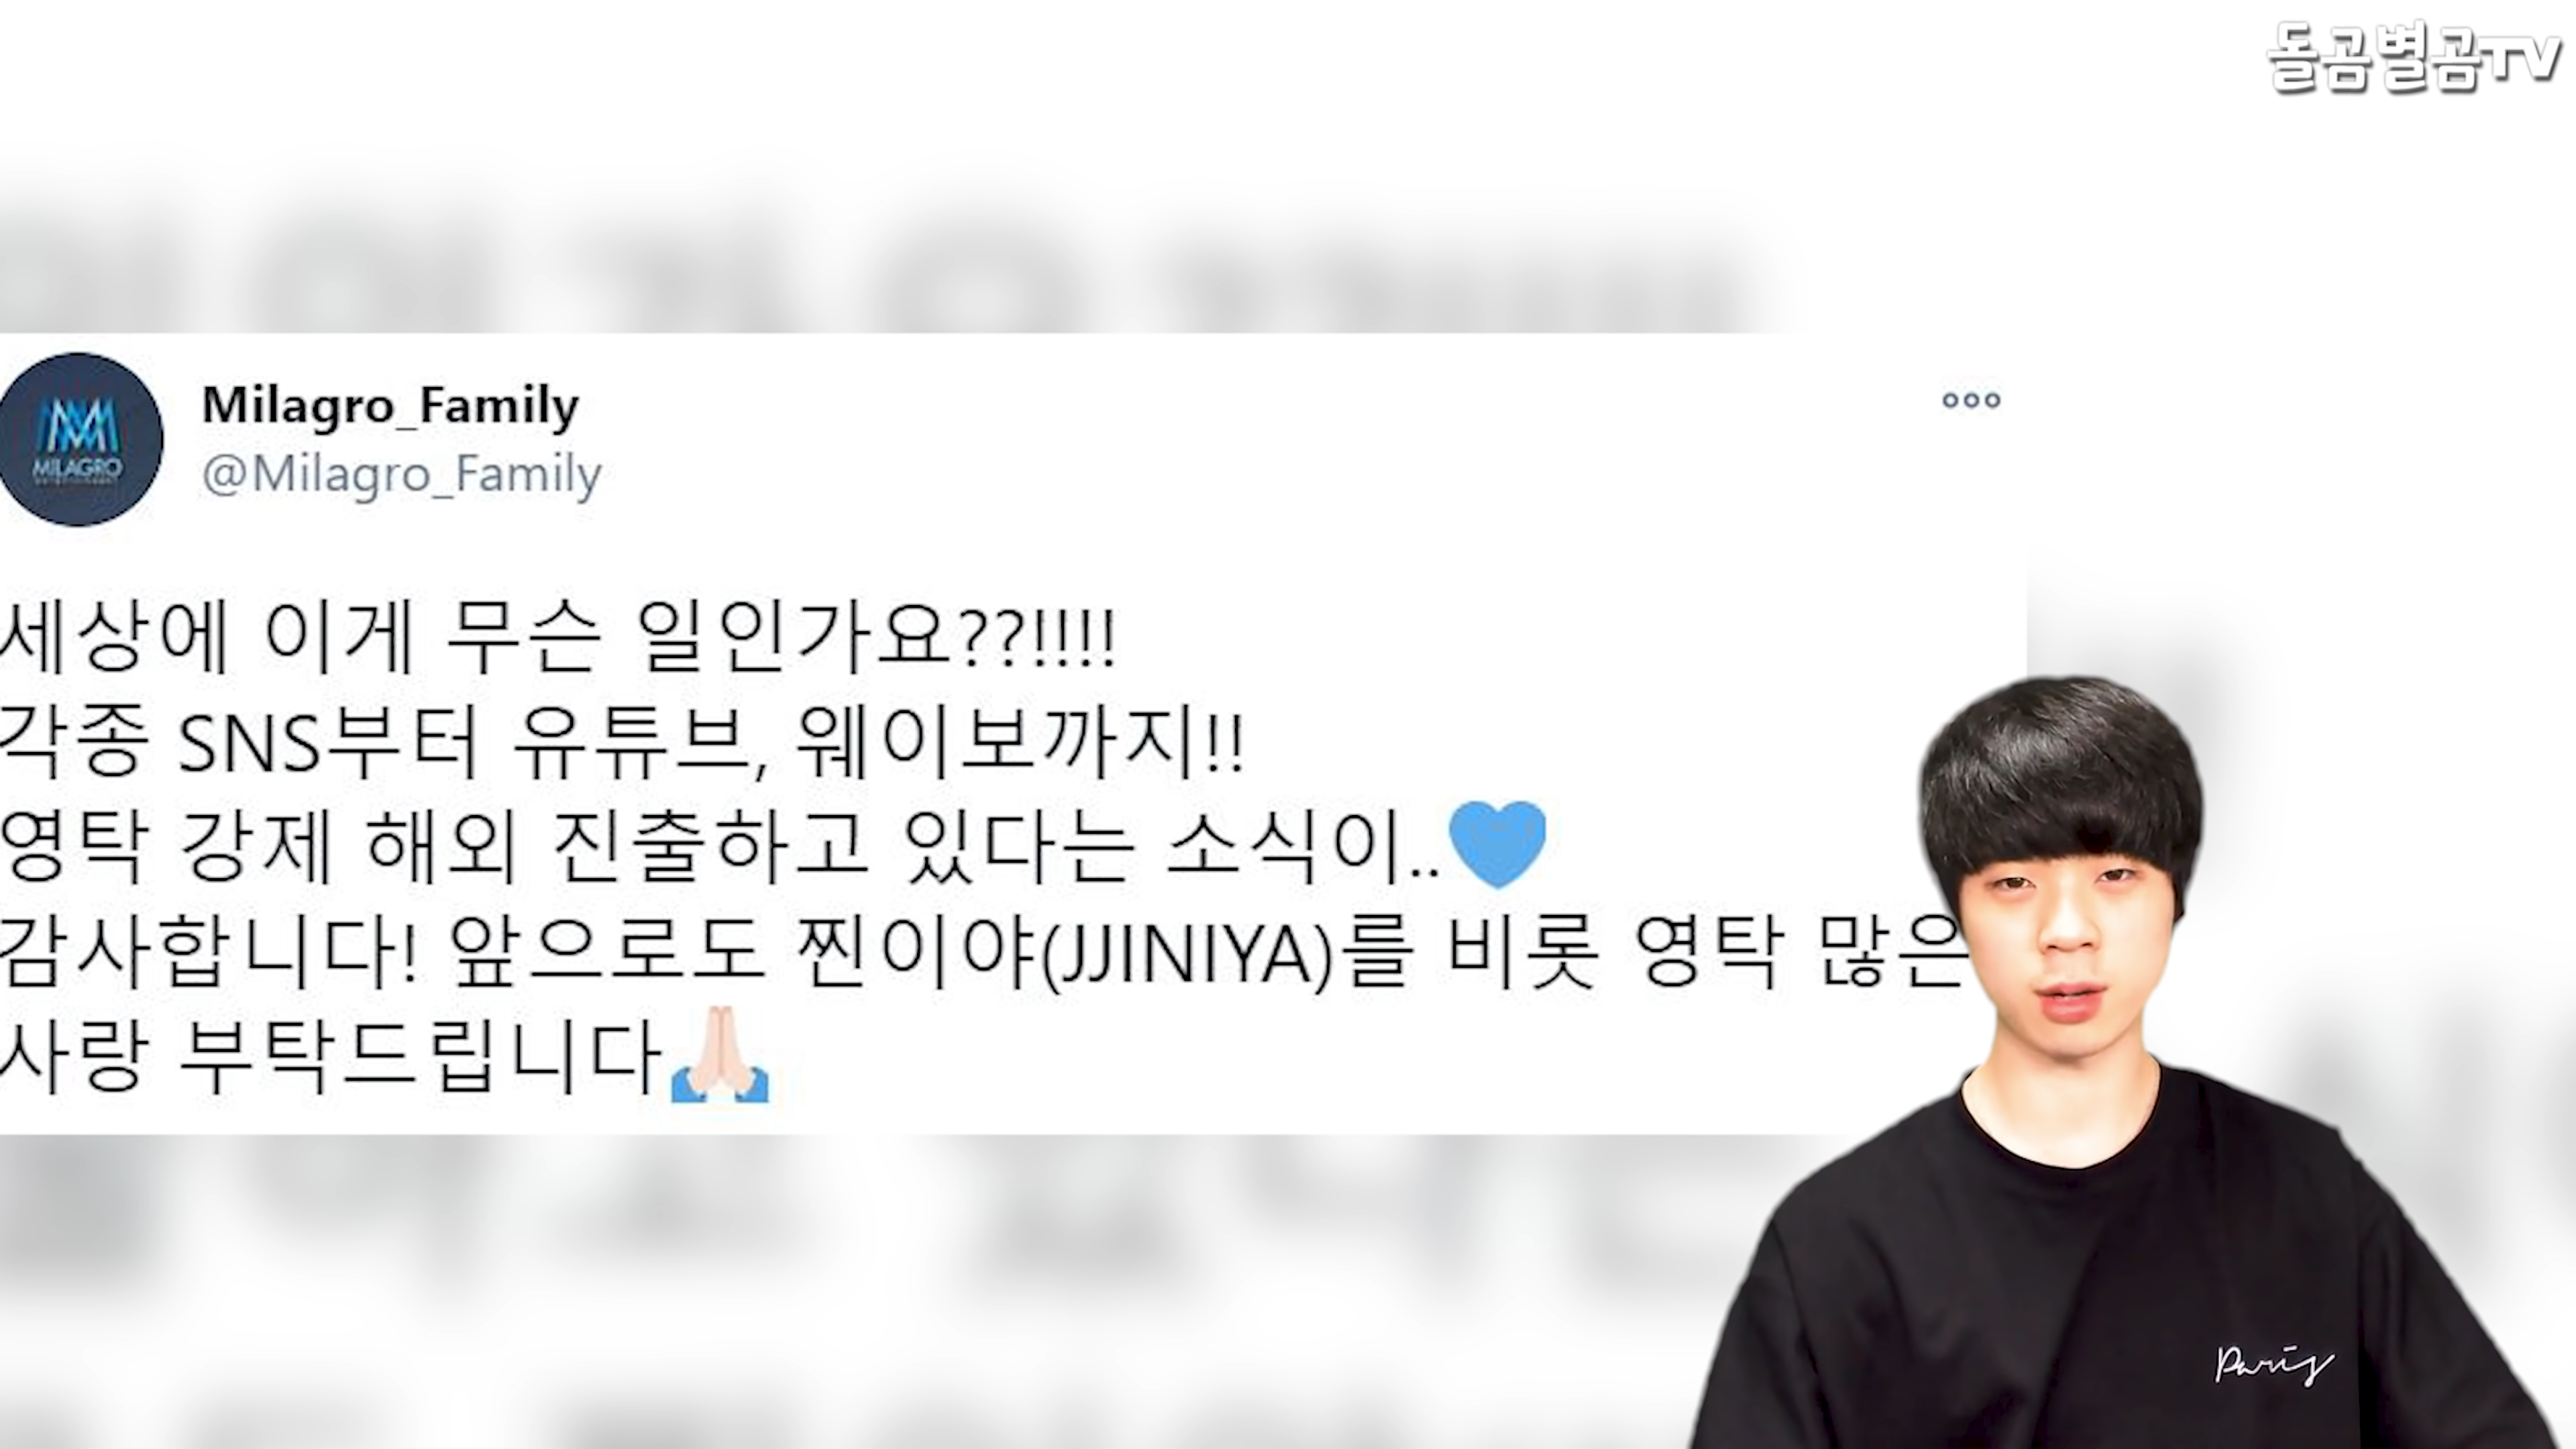 돌곰별곰TV
MILAGRO
Milagro_Family
@Milagro_Family
세상에 이게 무슨 일인가요??!!!!
각종 SNS부터 유튜브, 웨이보까지!!
영탁 강제 해외 진출하고 있다는 소식이..💙
감사합니다! 앞으로도 찐이야(JJINIYA)를 비롯 영탁 많은
사랑 부탁드립니다🙏🏻
Paris